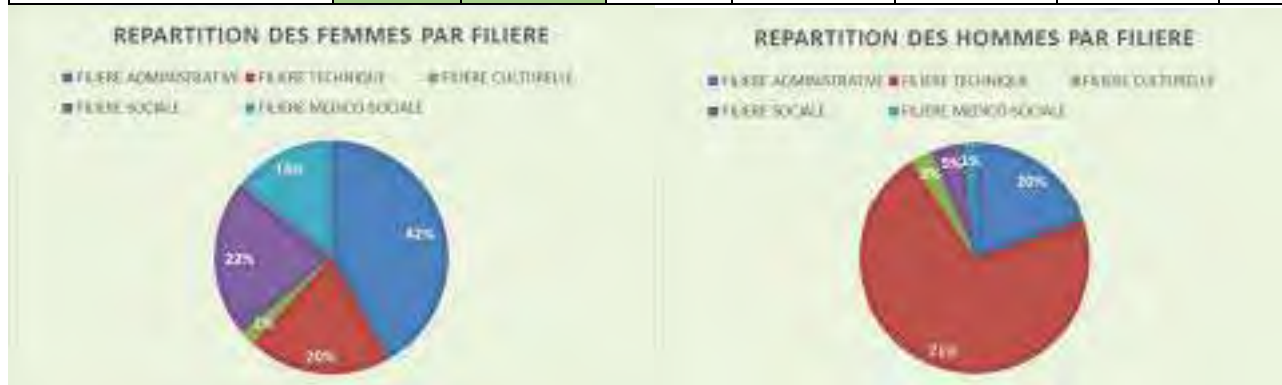 REPARTITION DES FEMMES PAR FILIERE
FILIERE ADMINISTRATIVE FILIERE TECHNIQUE FILIERE CULTURELLE
FILIERE SOCIALE FILIERE MEDICO-SOCIALE
42%
22%
20%
REPARTITION DES HOMMES PAR FILIERE
FILIERE ADMINISTRATIVE FILIERE TECHNIQUE FILIERE CULTURELLE
FILIERE SOCIALE FILIERE MEDICO-SOCIALE
5% 1%
20%